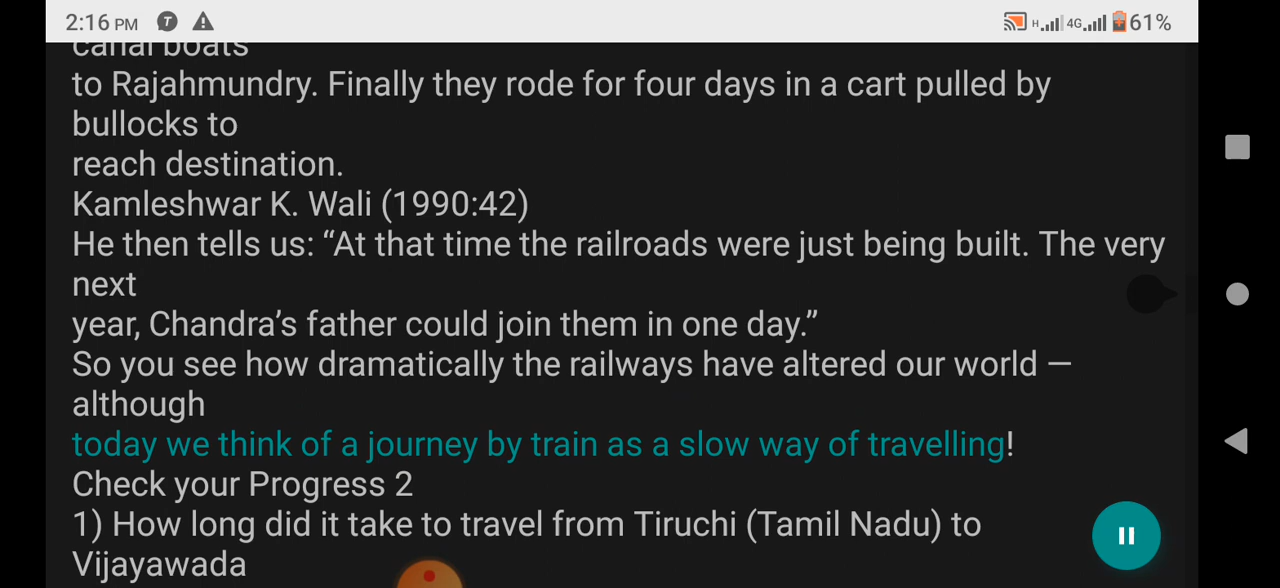 2:16 PM
H 4G 61%
canal boats
to Rajahmundry. Finally they rode for four days in a cart pulled by
bullocks to
reach destination.
Kamleshwar K. Wali (1990:42)
He then tells us: “At that time the railroads were just being built. The very
next
year, Chandra’s father could join them in one day.”
So you see how dramatically the railways have altered our world —
although
today we think of a journey by train as a slow way of travelling!
Check your Progress 2
1) How long did it take to travel from Tiruchi (Tamil Nadu) to
Vijayawada